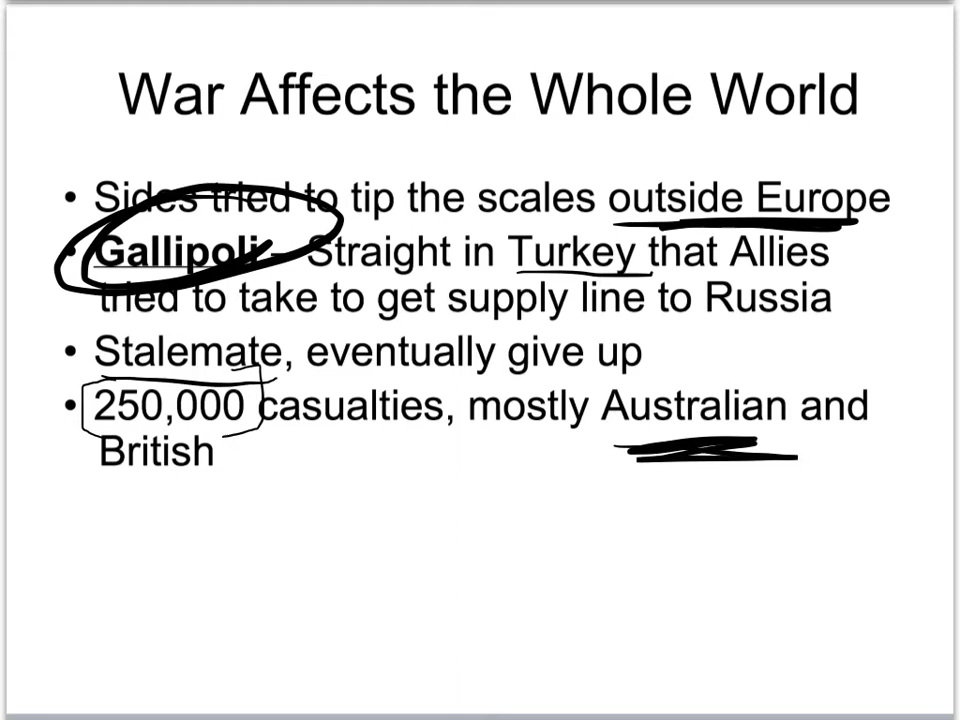 War Affects the Whole World
• Sides tried to tip the scales outside Europe
• Gallipoli – Straight in Turkey that Allies
tried to take to get supply line to Russia
• Stalemate, eventually give up
• 250,000 casualties, mostly Australian and
British